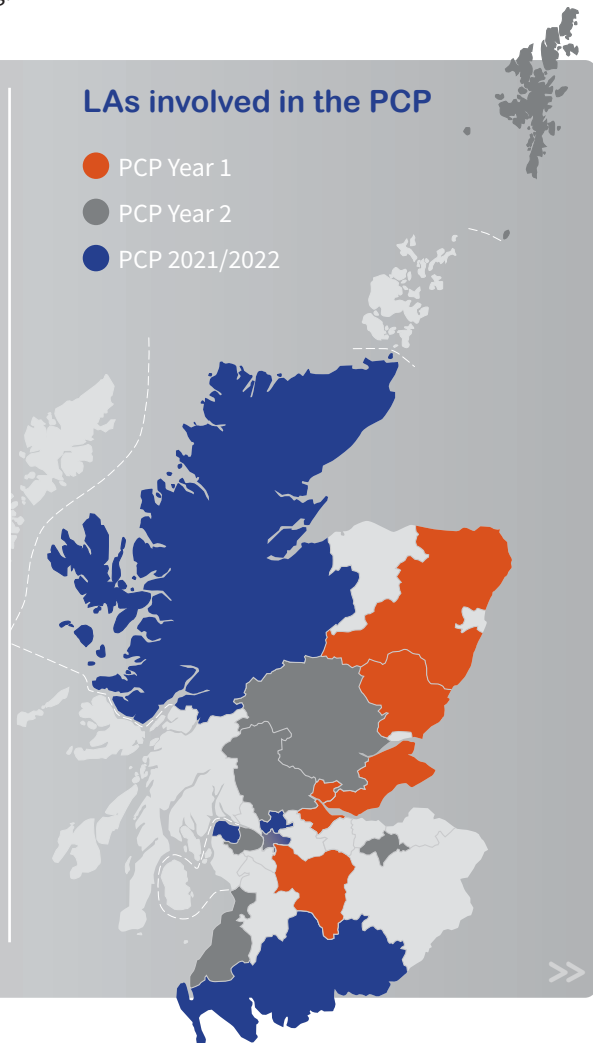 LAs involved in the PCP
PCP Year 1
PCP Year 2
PCP 2021/2022
>>